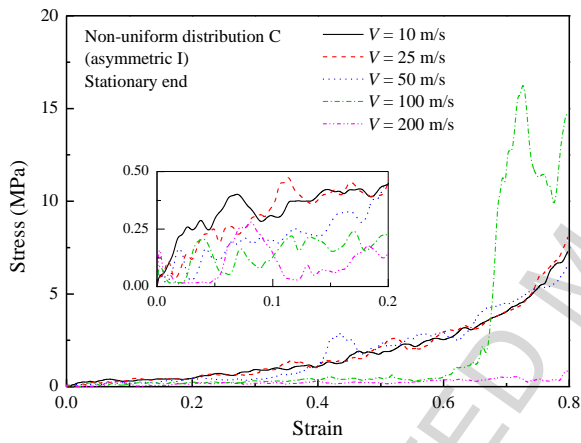 Non-uniform distribution C
(asymmetric I)
Stationary end
V = 10 m/s
V = 25 m/s
V = 50 m/s
V = 100 m/s
V = 200 m/s
Stress (MPa)
20
15
10
5
0
0.50
0.25
0.00
0.0 0.1 0.2
0.0 0.2 0.4 0.6 0.8
Strain
TED M